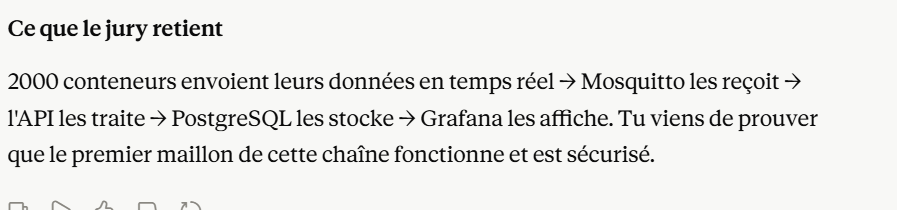 Ce que le jury retient
2000 conteneurs envoient leurs données en temps réel → Mosquitto les reçoit →
l'API les traite → PostgreSQL les stocke → Grafana les affiche. Tu viens de prouver
que le premier maillon de cette chaîne fonctionne et est sécurisé.